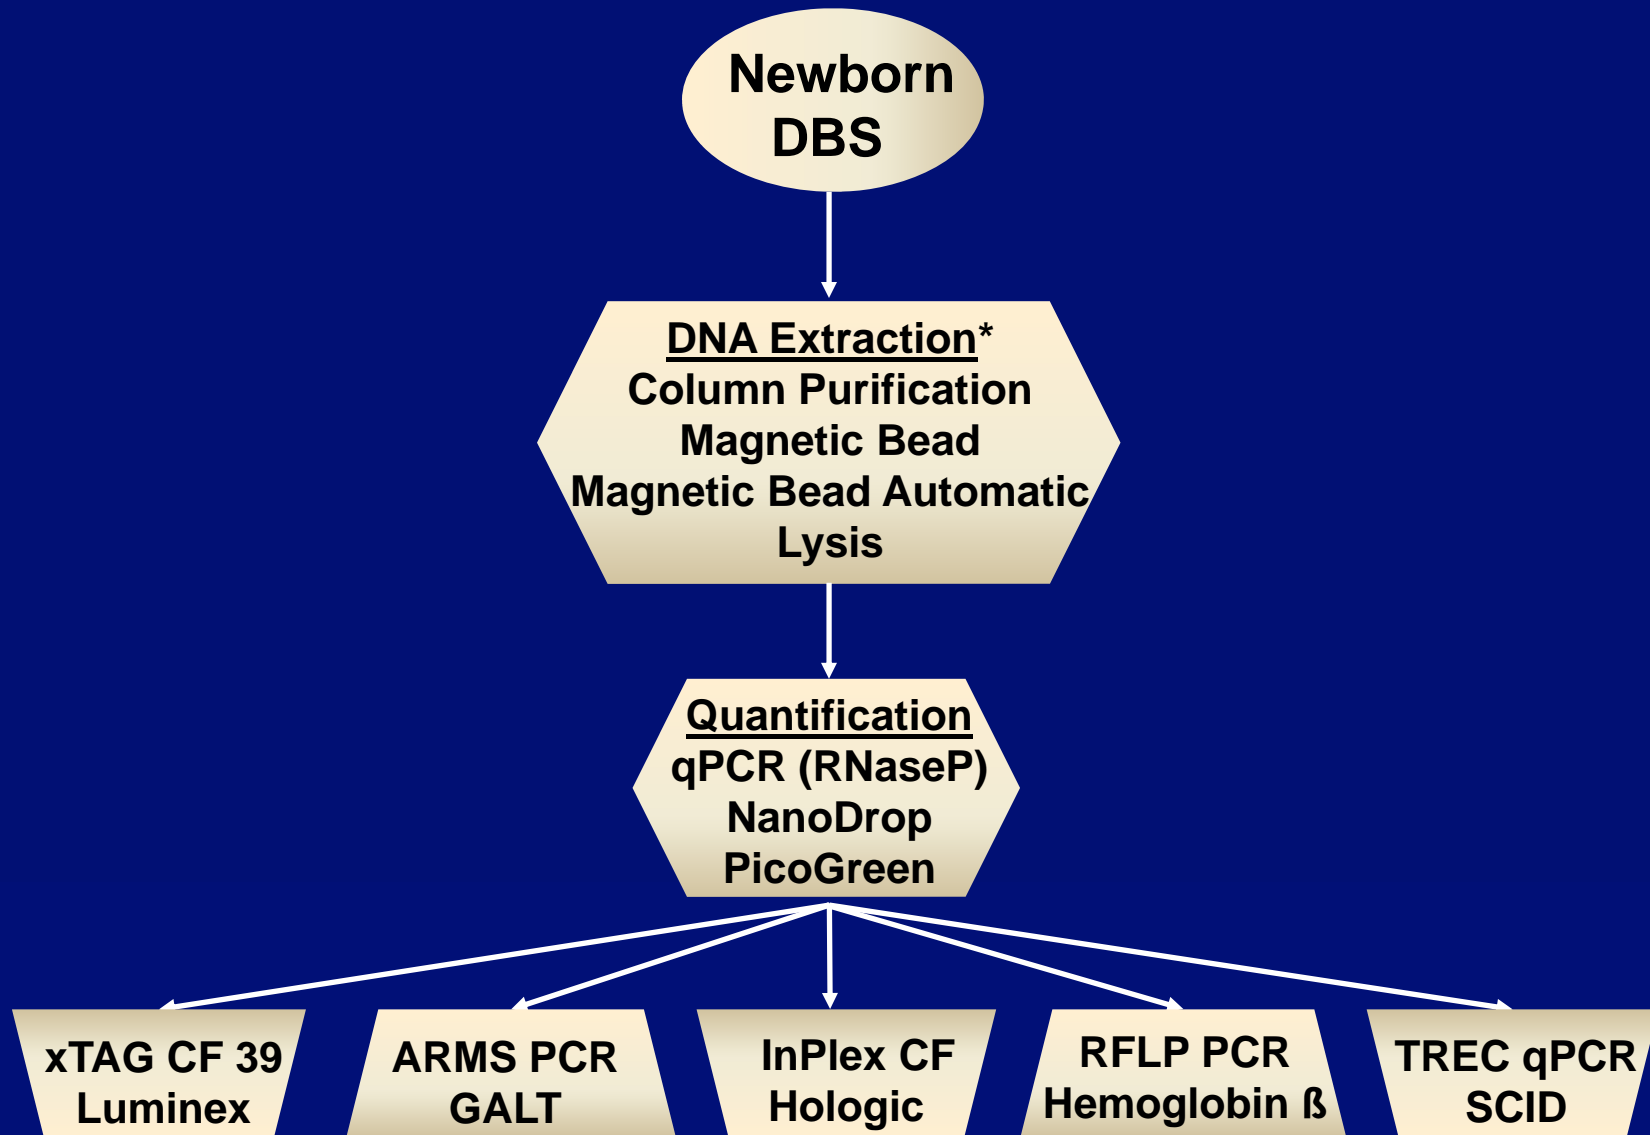 Newborn
DBS
DNA Extraction*
Column Purification
Magnetic Bead
Magnetic Bead Automatic
Lysis
Quantification
qPCR (RNaseP)
NanoDrop
PicoGreen
xTAG CF 39
Luminex
ARMS PCR
GALT
InPlex CF
Hologic
RFLP PCR
Hemoglobin ß
TREC qPCR
SCID